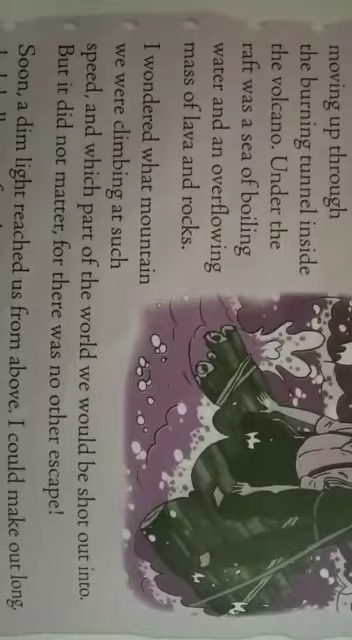 moving up through
the burning tunnel inside
the volcano. Under the
raft was a sea of boiling
water and an overflowing
mass of lava and rocks.
I wondered what mountain
we were climbing at such
speed, and which part of the world we would be shot out into.
But it did not matter, for there was no other escape!
Soon, a dim light reached us from above. I could make out long,